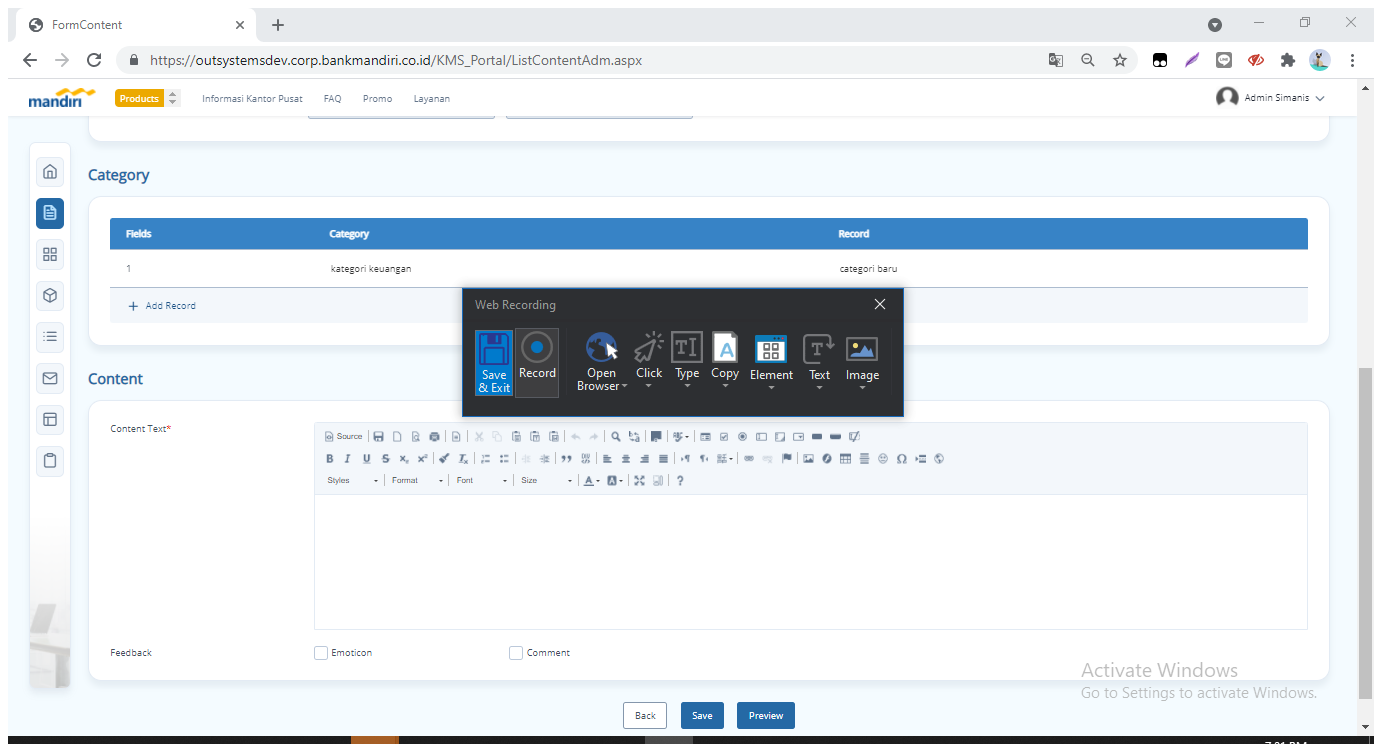 FormContent
https://outsystemsdev.corp.bankmandiri.co.id/KMS_Portal/ListContentAdm.aspx
mandiri Products Informasi Kantor Pusat FAQ Promo Layanan Admin Simanis
Category
Fields Category Record
1 kategori keuangan categori baru
+ Add Record
Web Recording
Save & Exit
Record
Open Browser
Click
Type
Copy
Element
Text
Image
Content
Content Text*
Source
B I U S
Styles Format Font Size A A ?
Feedback Emoticon Comment
Activate Windows
Go to Settings to activate Windows.
Back Save Preview